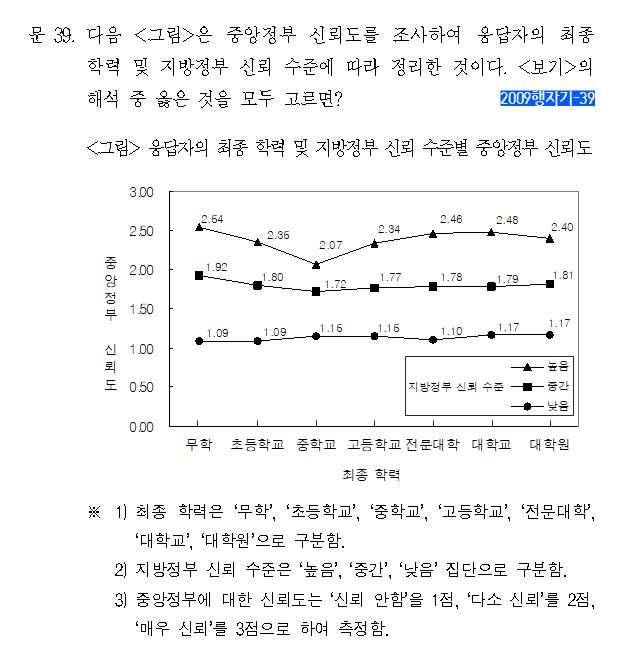 문 39. 다음 <그림>은 중앙정부 신뢰도를 조사하여 응답자의 최종
학력 및 지방정부 신뢰 수준에 따라 정리한 것이다. <보기>의
해석 중 옳은 것을 모두 고르면?
2009행자기-39
<그림> 응답자의 최종 학력 및 지방정부 신뢰 수준별 중앙정부 신뢰도
중앙정부 신뢰도
3.00
2.50
2.00
1.50
1.00
0.50
0.00
2.54 2.35 2.07 2.34 2.46 2.48 2.40
1.92 1.80 1.72 1.77 1.78 1.79 1.81
1.09 1.09 1.15 1.15 1.10 1.17 1.17
지방정부 신뢰 수준
높음
중간
낮음
무학 초등학교 중학교 고등학교 전문대학 대학교 대학원
최종 학력
※ 1) 최종 학력은 ‘무학’, ‘초등학교’, ‘중학교’, ‘고등학교’, ‘전문대학’,
‘대학교’, ‘대학원’으로 구분함.
2) 지방정부 신뢰 수준은 ‘높음’, ‘중간’, ‘낮음’ 집단으로 구분함.
3) 중앙정부에 대한 신뢰도는 ‘신뢰 안함’을 1점, ‘다소 신뢰’를 2점,
‘매우 신뢰’를 3점으로 하여 측정함.